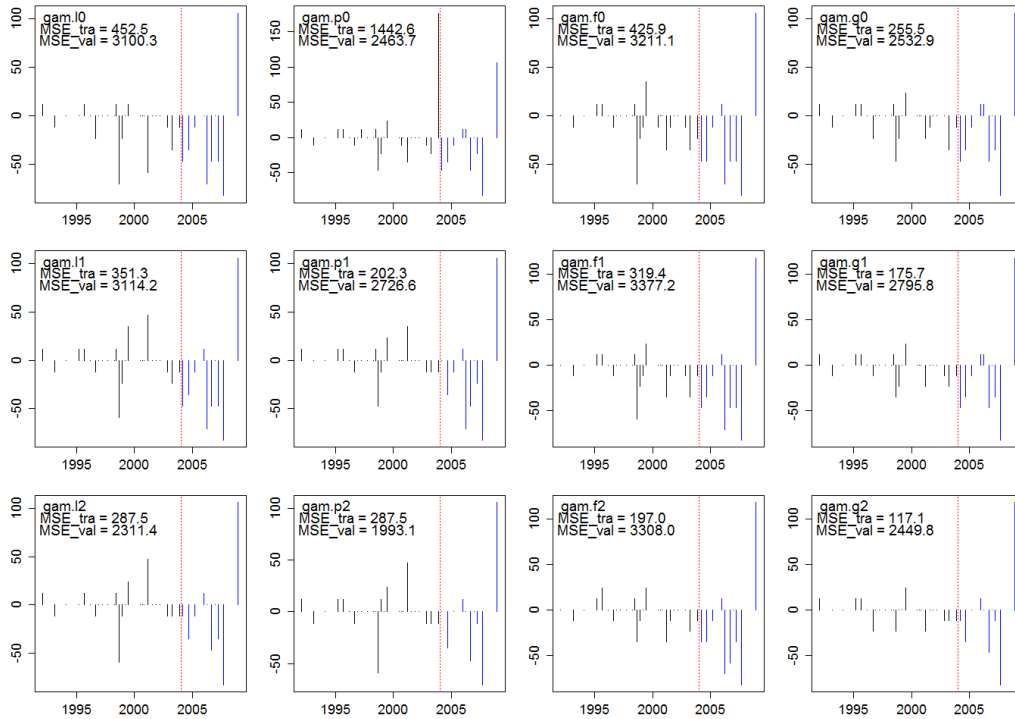 gam.l0
MSE_tra = 452.5
MSE_val = 3100.3
100
50
0
-50
1995 2000 2005
gam.p0
MSE_tra = 1442.6
MSE_val = 2463.7
150
100
50
0
-50
1995 2000 2005
gam.f0
MSE_tra = 425.9
MSE_val = 3211.1
100
50
0
-50
1995 2000 2005
gam.g0
MSE_tra = 255.5
MSE_val = 2532.9
100
50
0
-50
1995 2000 2005
gam.l1
MSE_tra = 351.3
MSE_val = 3114.2
100
50
0
-50
1995 2000 2005
gam.p1
MSE_tra = 202.3
MSE_val = 2726.6
100
50
0
-50
1995 2000 2005
gam.f1
MSE_tra = 319.4
MSE_val = 3377.2
100
50
0
-50
1995 2000 2005
gam.g1
MSE_tra = 175.7
MSE_val = 2795.8
100
50
0
-50
1995 2000 2005
gam.l2
MSE_tra = 287.5
MSE_val = 2311.4
100
50
0
-50
1995 2000 2005
gam.p2
MSE_tra = 287.5
MSE_val = 1993.1
100
50
0
-50
1995 2000 2005
gam.f2
MSE_tra = 197.0
MSE_val = 3308.0
100
50
0
-50
1995 2000 2005
gam.g2
MSE_tra = 117.1
MSE_val = 2449.8
100
50
0
-50
1995 2000 2005